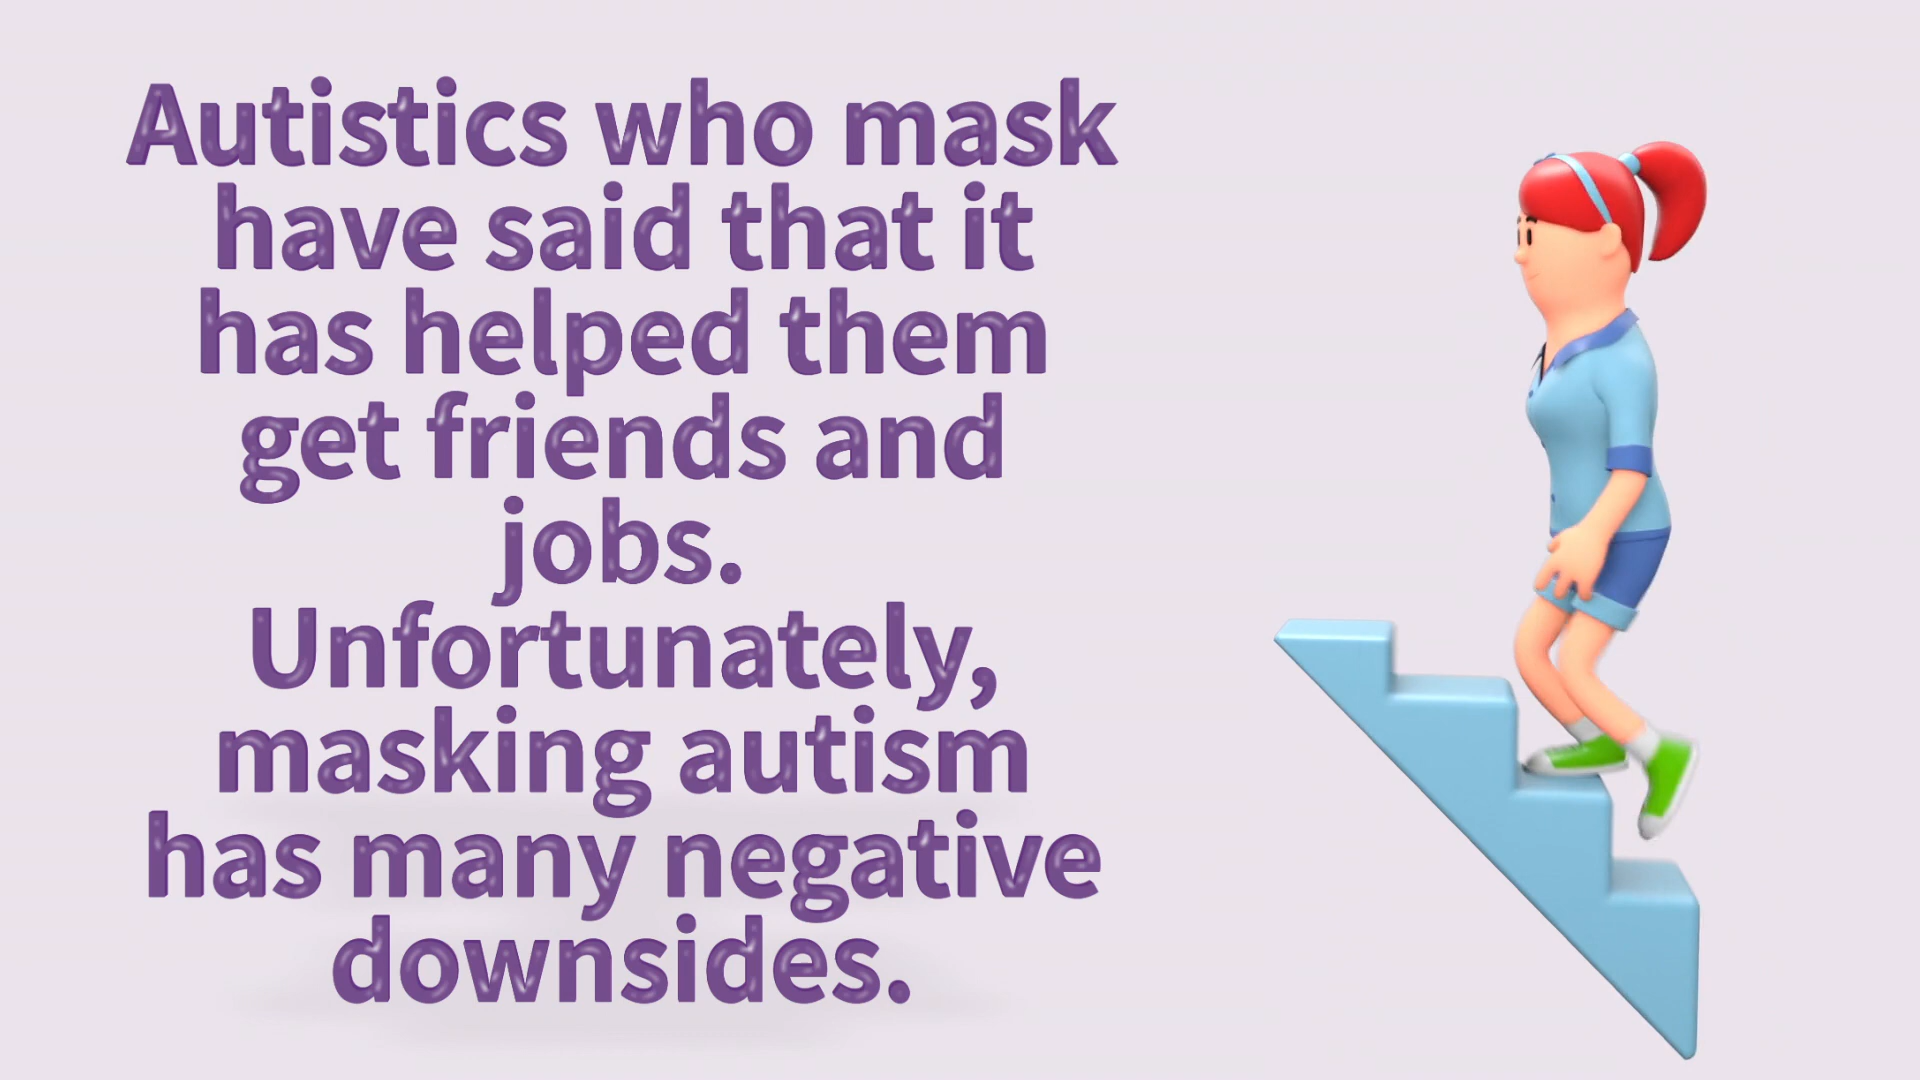 Autistics who mask
have said that it
has helped them
get friends and
jobs.
Unfortunately,
masking autism
has many negative
downsides.